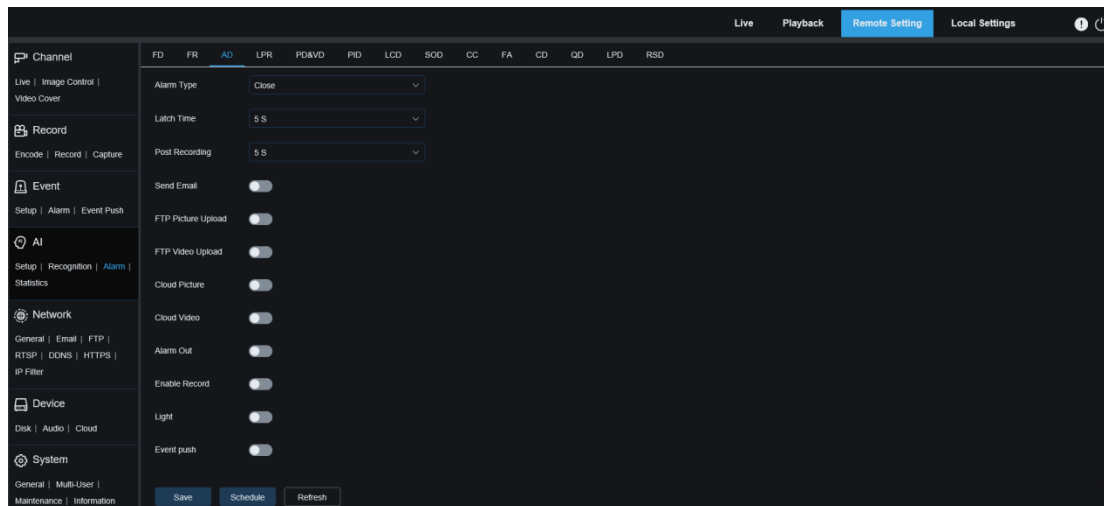 Live Playback Remote Setting Local Settings
Channel
Live | Image Control |
Video Cover
Record
Encode | Record | Capture
Event
Setup | Alarm | Event Push
AI
Setup | Recognition | Alarm |
Statistics
Network
General | Email | FTP |
RTSP | DDNS | HTTPS |
IP Filter
Device
Disk | Audio | Cloud
System
General | Multi-User |
Maintenance | Information
FD FR AD LPR PD&VD PID LCD SOD CC FA CD QD LPD RSD
Alarm Type Close
Latch Time 5 S
Post Recording 5 S
Send Email
FTP Picture Upload
FTP Video Upload
Cloud Picture
Cloud Video
Alarm Out
Enable Record
Light
Event push
Save Schedule Refresh